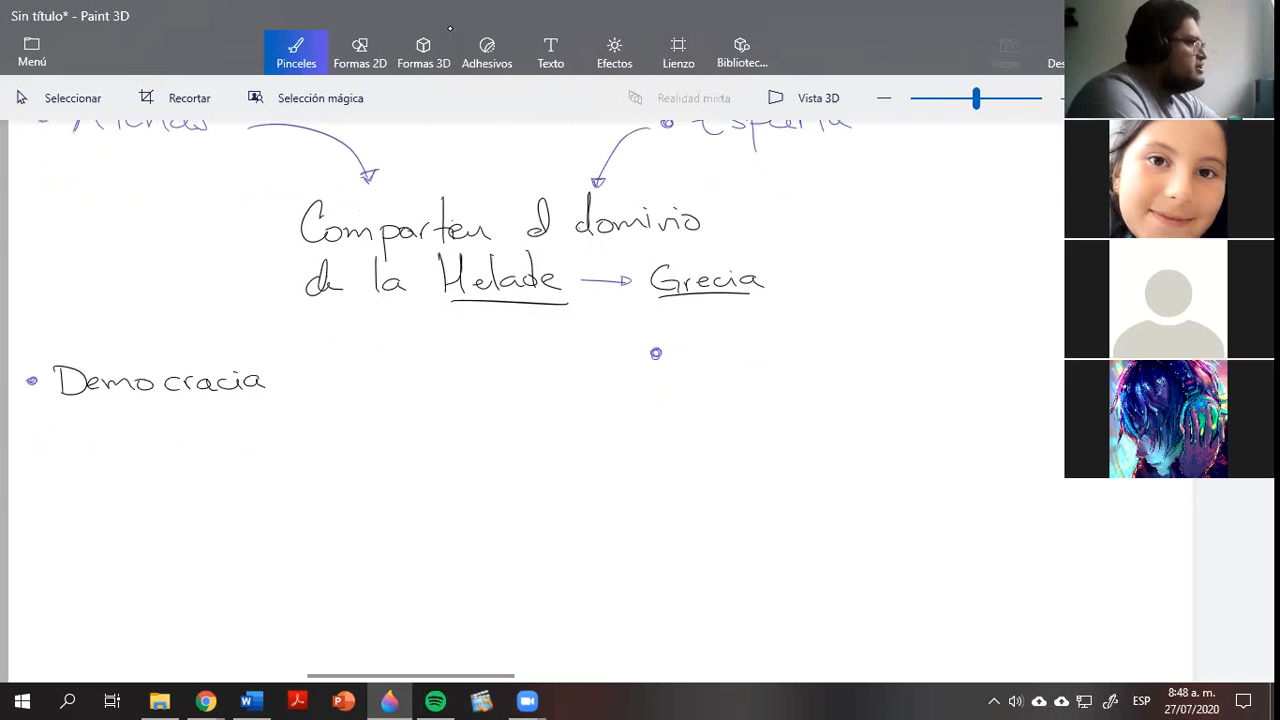 Sin título* - Paint 3D
Menú
Pinceles
Formas 2D
Formas 3D
Adhesivos
Texto
Efectos
Lienzo
Bibliotec...
Seleccionar
Recortar
Selección mágica
Realidad mixta
Vista 3D
Comparten el dominio
de la Helade → Grecia
• Democracia
ESP
8:48 a. m.
27/07/2020